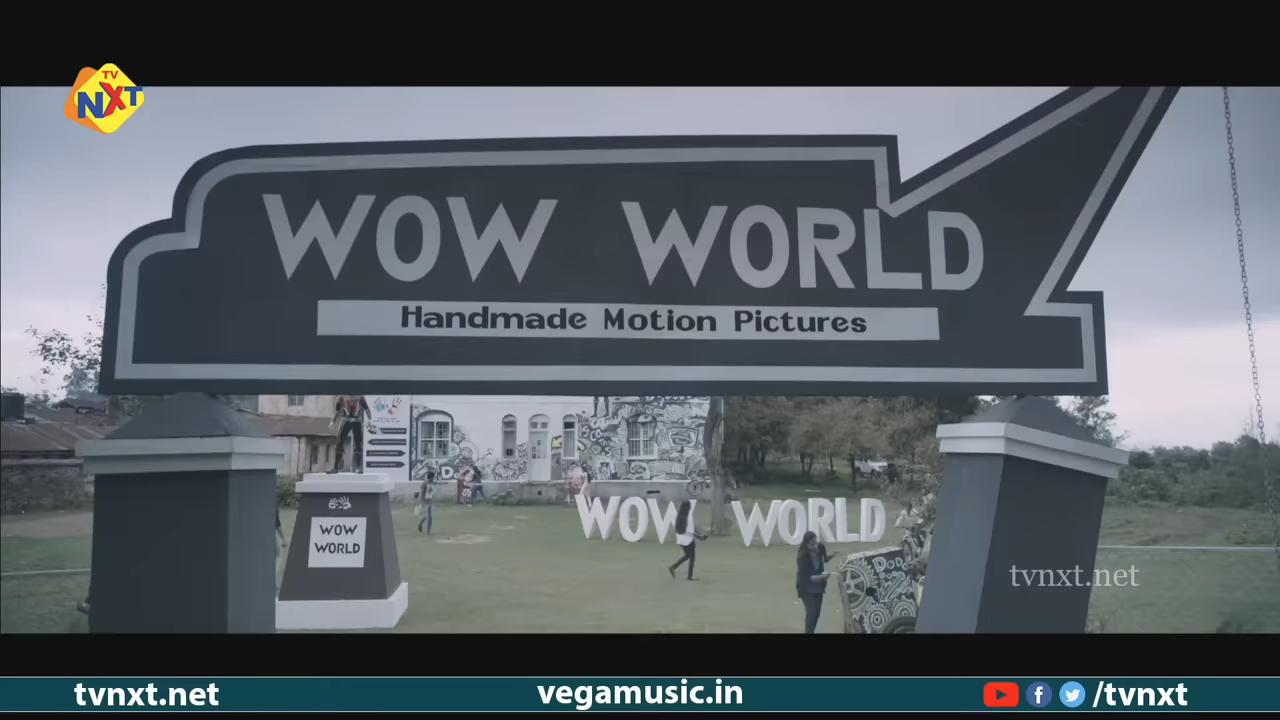 TV
NXT
WOW WORLD
Handmade Motion Pictures
WOW
WORLD
WOW WORLD
tvnxt.net
tvnxt.net
vegamusic.in
/tvnxt